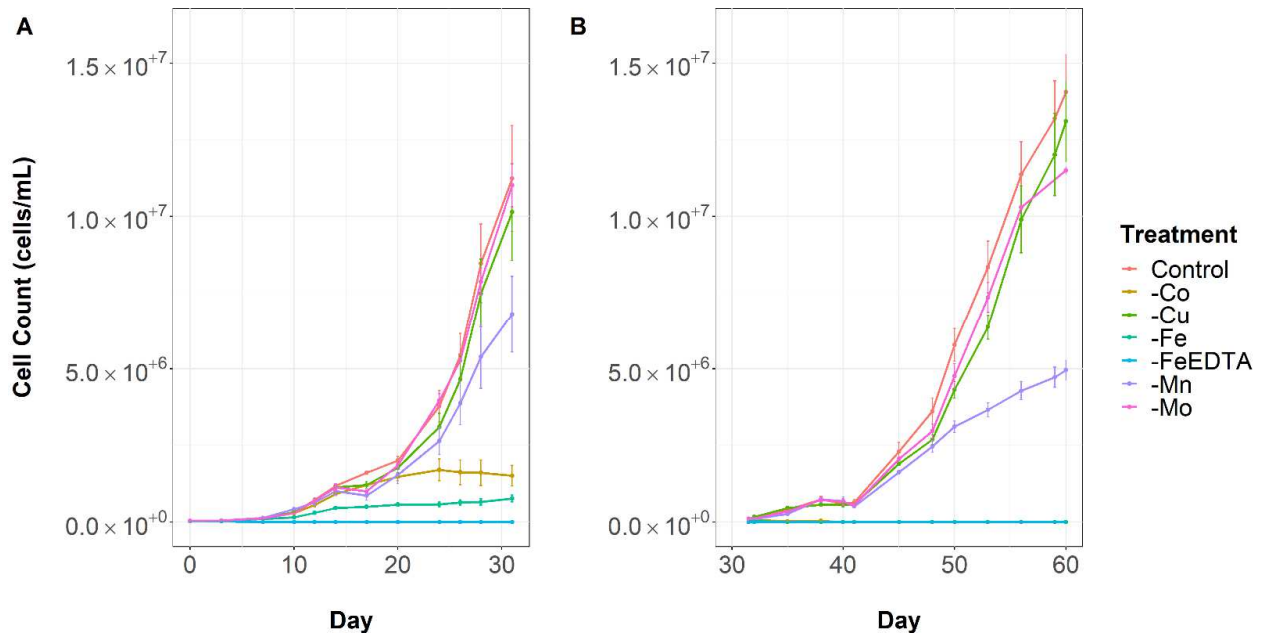 A
B
Cell Count (cells/mL)
1.5 × 10⁺⁷
1.0 × 10⁺⁷
5.0 × 10⁺⁶
0.0 × 10⁺⁰
0 10 20 30
Day
1.5 × 10⁺⁷
1.0 × 10⁺⁷
5.0 × 10⁺⁶
0.0 × 10⁺⁰
30 40 50 60
Day
Treatment
Control
-Co
-Cu
-Fe
-FeEDTA
-Mn
-Mo